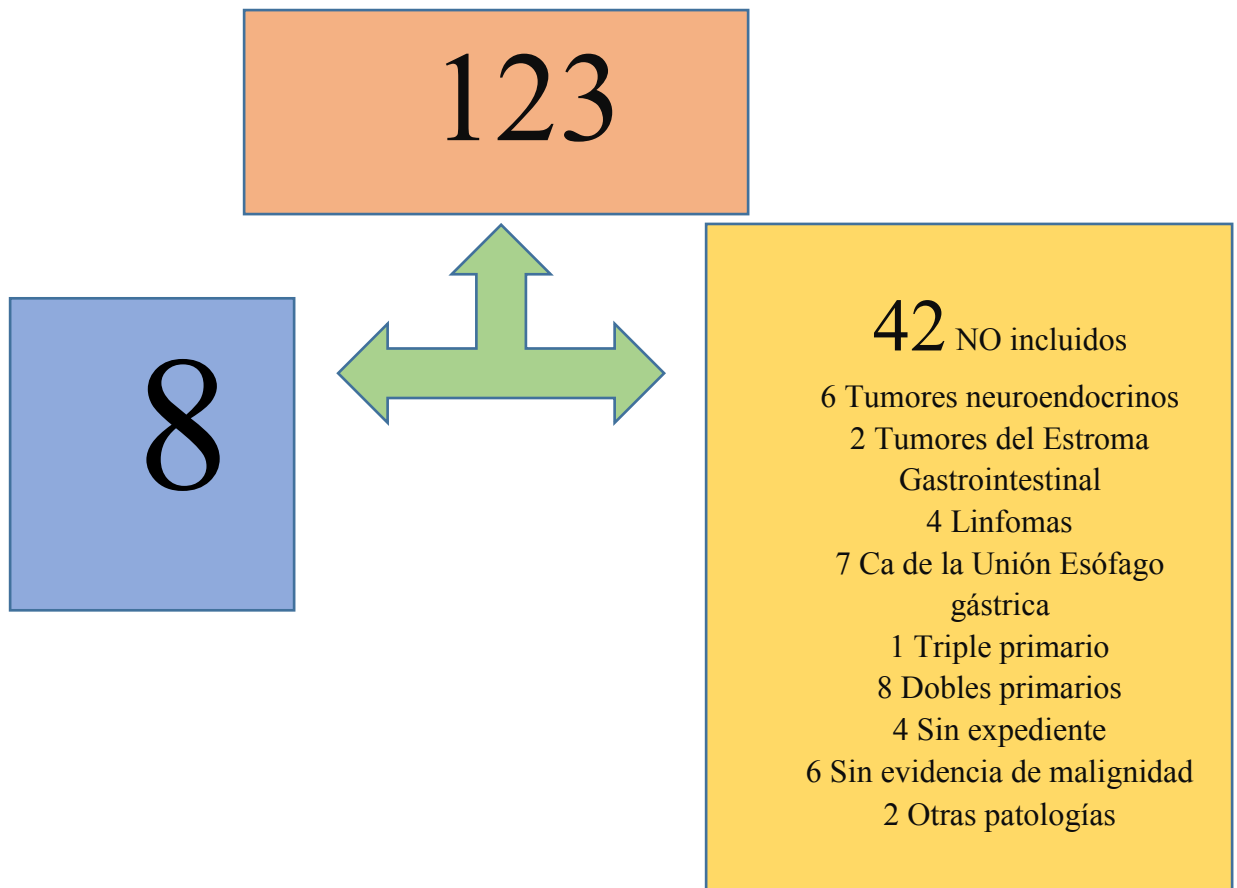 123
8
42 NO incluidos
6 Tumores neuroendocrinos
2 Tumores del Estroma
Gastrointestinal
4 Linfomas
7 Ca de la Unión Esófago
gástrica
1 Triple primario
8 Dobles primarios
4 Sin expediente
6 Sin evidencia de malignidad
2 Otras patologías